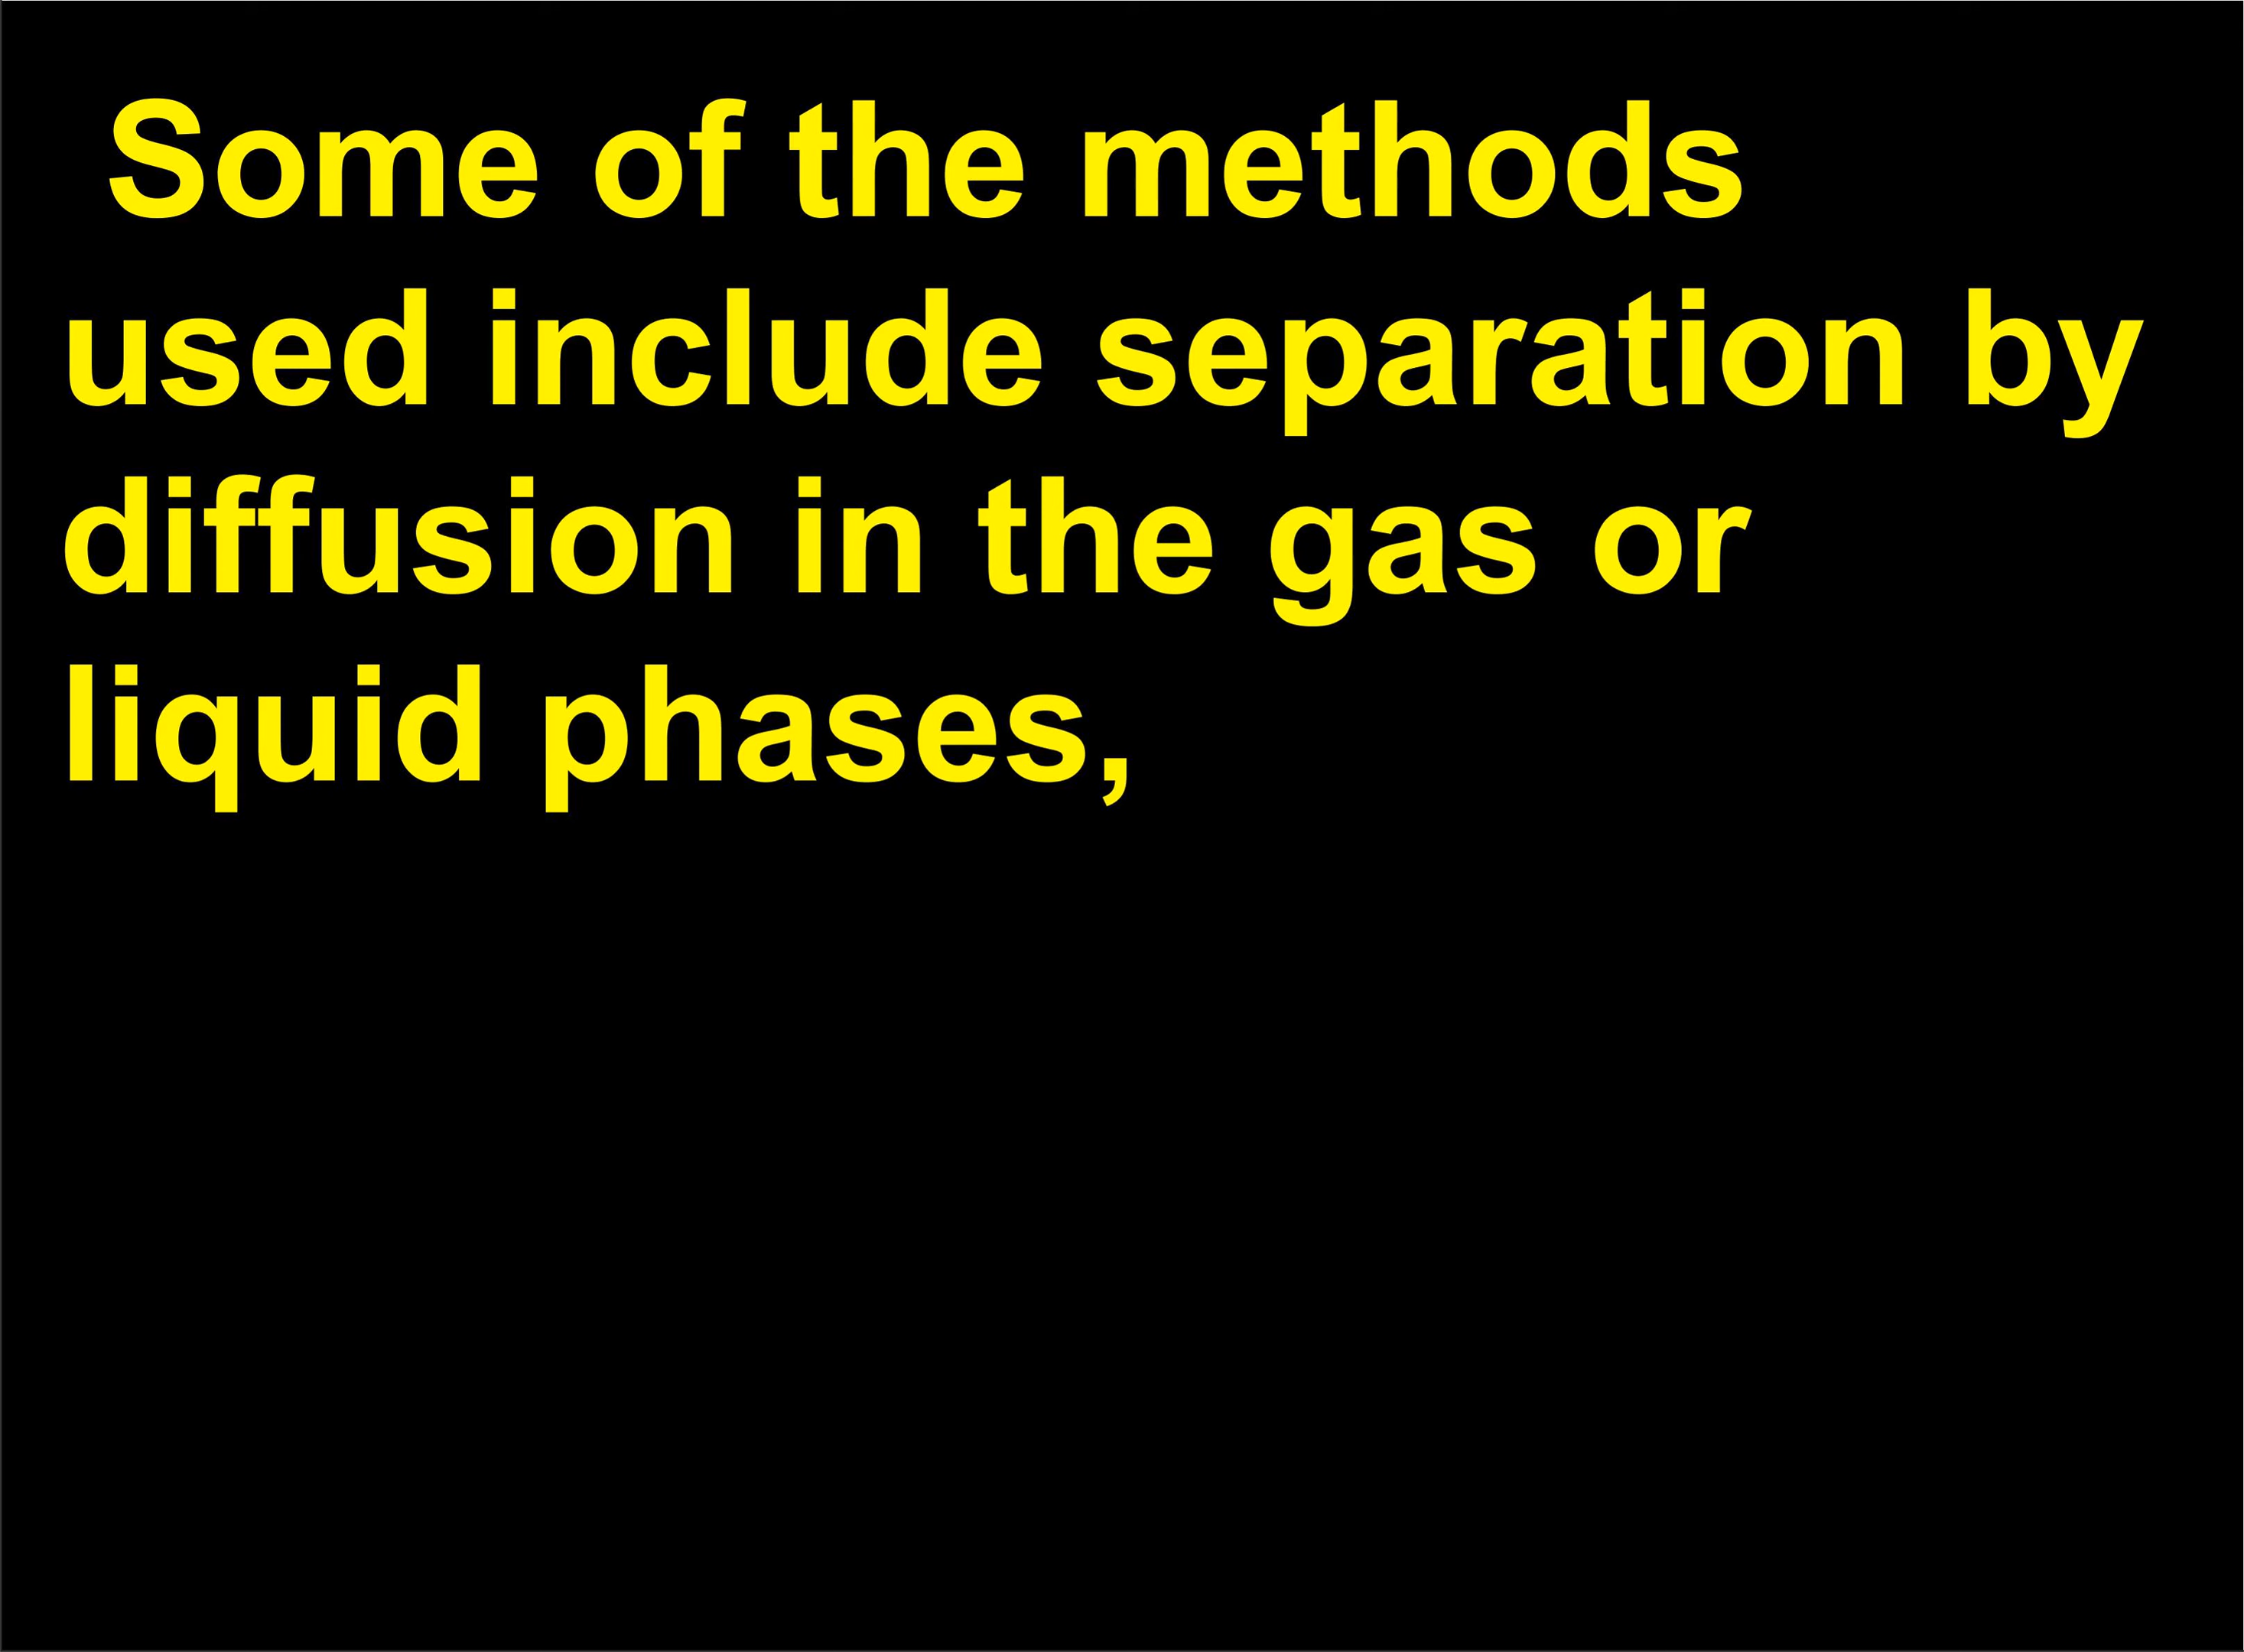 Some of the methods
used include separation by
diffusion in the gas or
liquid phases,